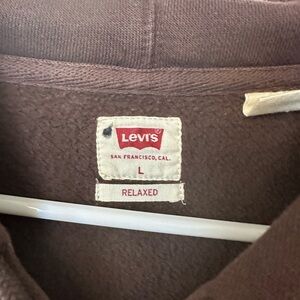 Levi's
SAN FRANCISCO, CAL.
L
RELAXED